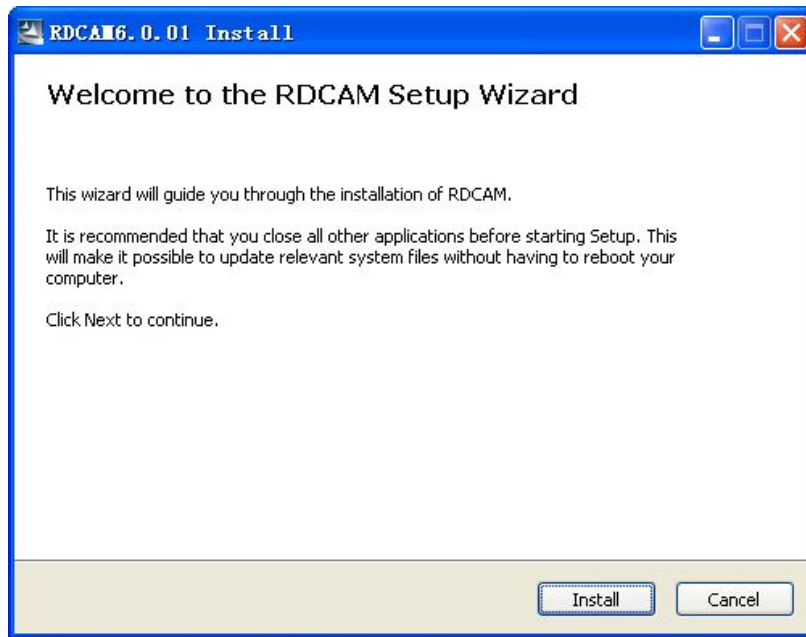 RDCAM6.0.01 Install
Welcome to the RDCAM Setup Wizard
This wizard will guide you through the installation of RDCAM.
It is recommended that you close all other applications before starting Setup. This
will make it possible to update relevant system files without having to reboot your
computer.
Click Next to continue.
Install Cancel